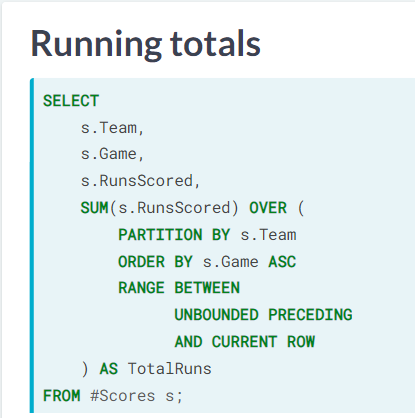 Running totals
SELECT
s.Team,
s.Game,
s.RunsScored,
SUM(s.RunsScored) OVER (
PARTITION BY s.Team
ORDER BY s.Game ASC
RANGE BETWEEN
UNBOUNDED PRECEDING
AND CURRENT ROW
) AS TotalRuns
FROM #Scores s;